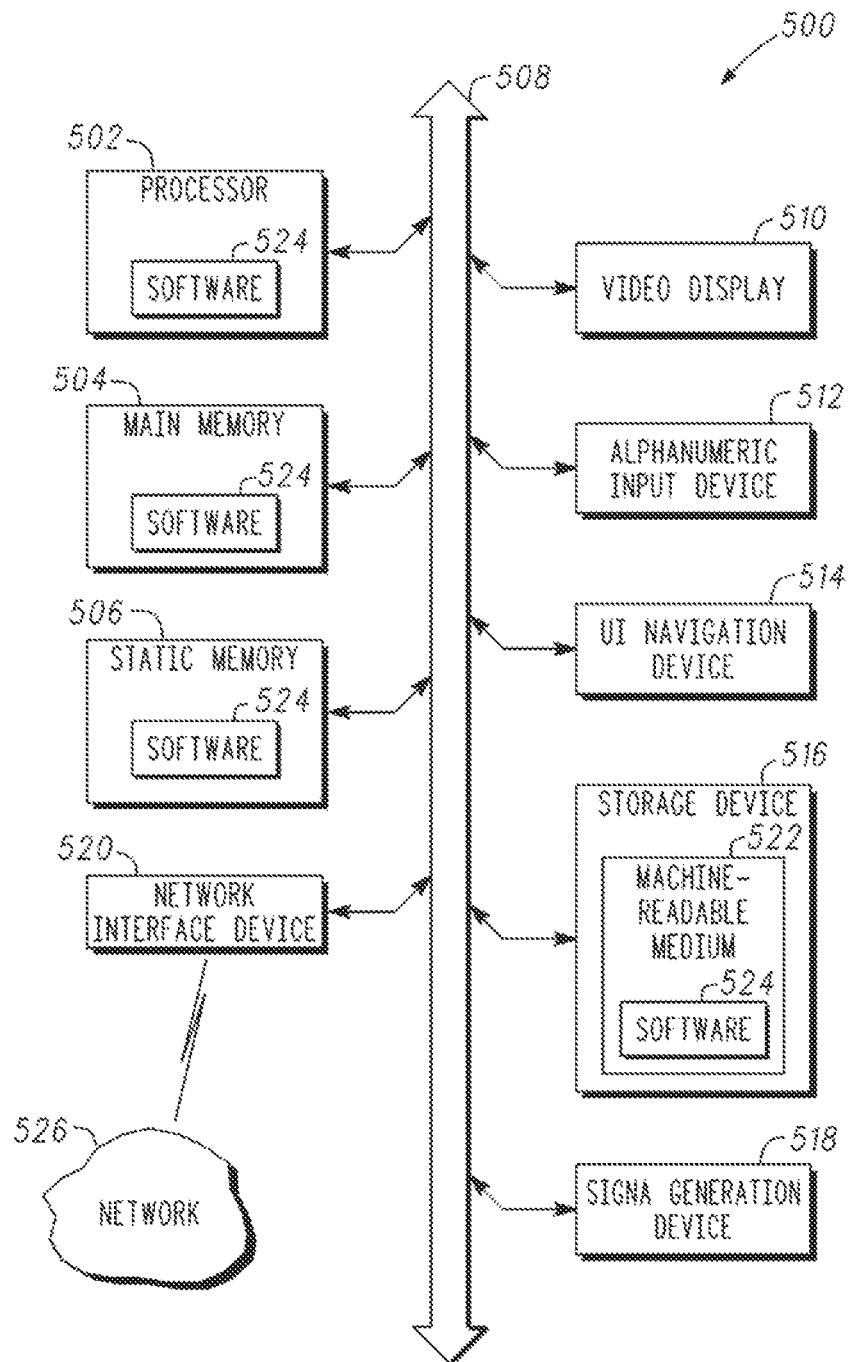 500
508
502
PROCESSOR
524
SOFTWARE
510
VIDEO DISPLAY
504
MAIN MEMORY
524
SOFTWARE
512
ALPHANUMERIC
INPUT DEVICE
506
STATIC MEMORY
524
SOFTWARE
514
UI NAVIGATION
DEVICE
520
NETWORK
INTERFACE DEVICE
516
STORAGE DEVICE
522
MACHINE-
READABLE
MEDIUM
524
SOFTWARE
526
NETWORK
518
SIGNA GENERATION
DEVICE